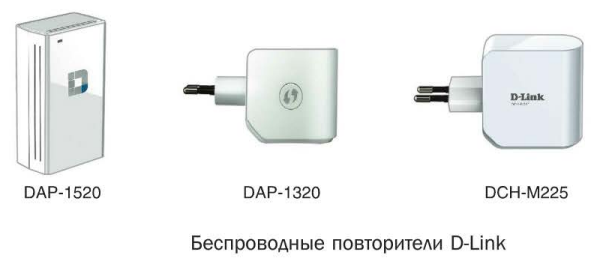 D-Link
DAP-1520
DAP-1320
DCH-M225
Беспроводные повторители D-Link